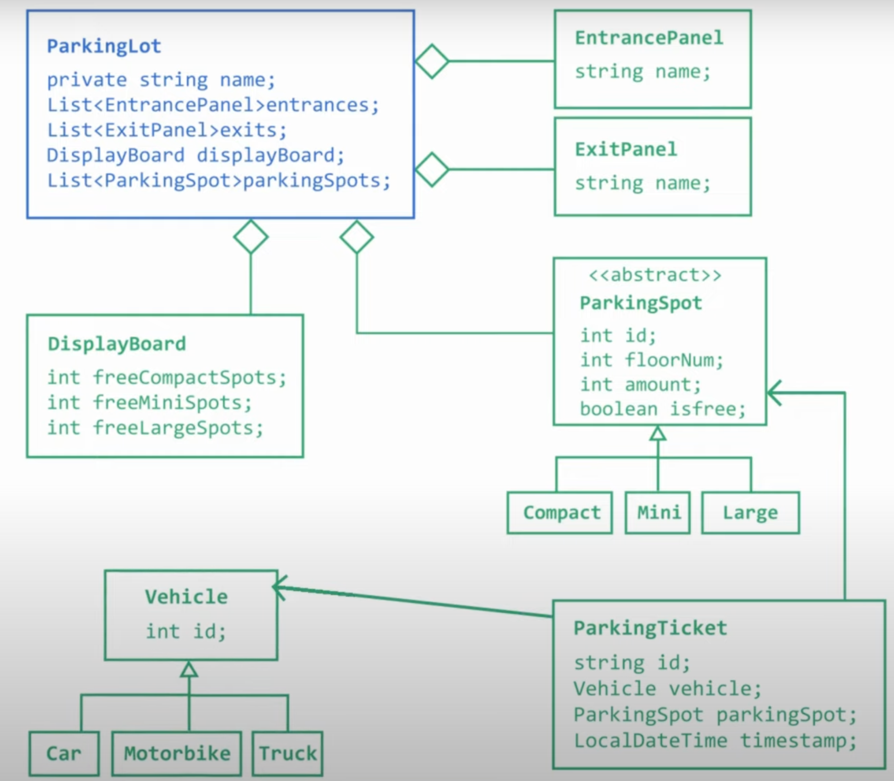 ParkingLot
private string name;
List<EntrancePanel>entrances;
List<ExitPanel>exits;
DisplayBoard displayBoard;
List<ParkingSpot>parkingSpots;
EntrancePanel
string name;
ExitPanel
string name;
<<abstract>>
ParkingSpot
int id;
int floorNum;
int amount;
boolean isfree;
DisplayBoard
int freeCompactSpots;
int freeMiniSpots;
int freeLargeSpots;
Compact
Mini
Large
Vehicle
int id;
ParkingTicket
string id;
Vehicle vehicle;
ParkingSpot parkingSpot;
LocalDateTime timestamp;
Car
Motorbike
Truck